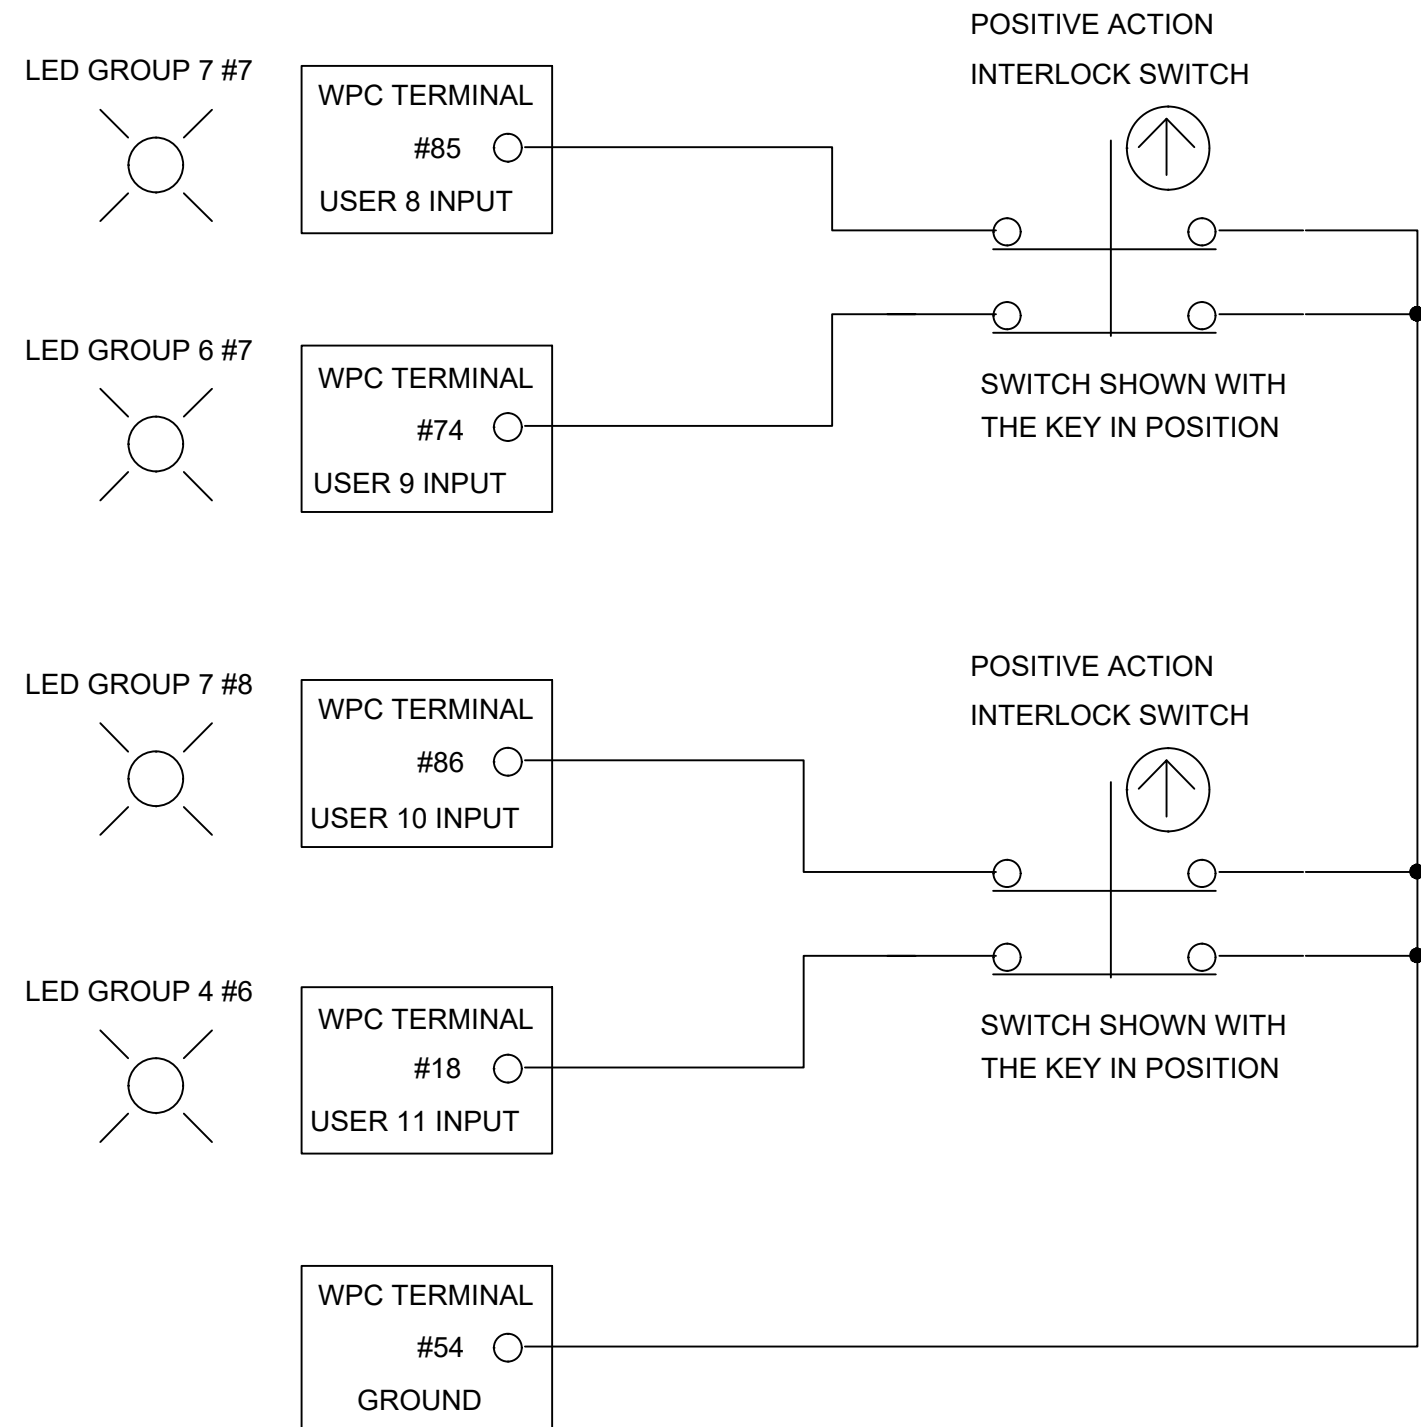 POSITIVE ACTION
INTERLOCK SWITCH
LED GROUP 7 #7
WPC TERMINAL
#85
USER 8 INPUT
LED GROUP 6 #7
WPC TERMINAL
#74
USER 9 INPUT
SWITCH SHOWN WITH
THE KEY IN POSITION
POSITIVE ACTION
INTERLOCK SWITCH
LED GROUP 7 #8
WPC TERMINAL
#86
USER 10 INPUT
LED GROUP 4 #6
WPC TERMINAL
#18
USER 11 INPUT
SWITCH SHOWN WITH
THE KEY IN POSITION
WPC TERMINAL
#54
GROUND